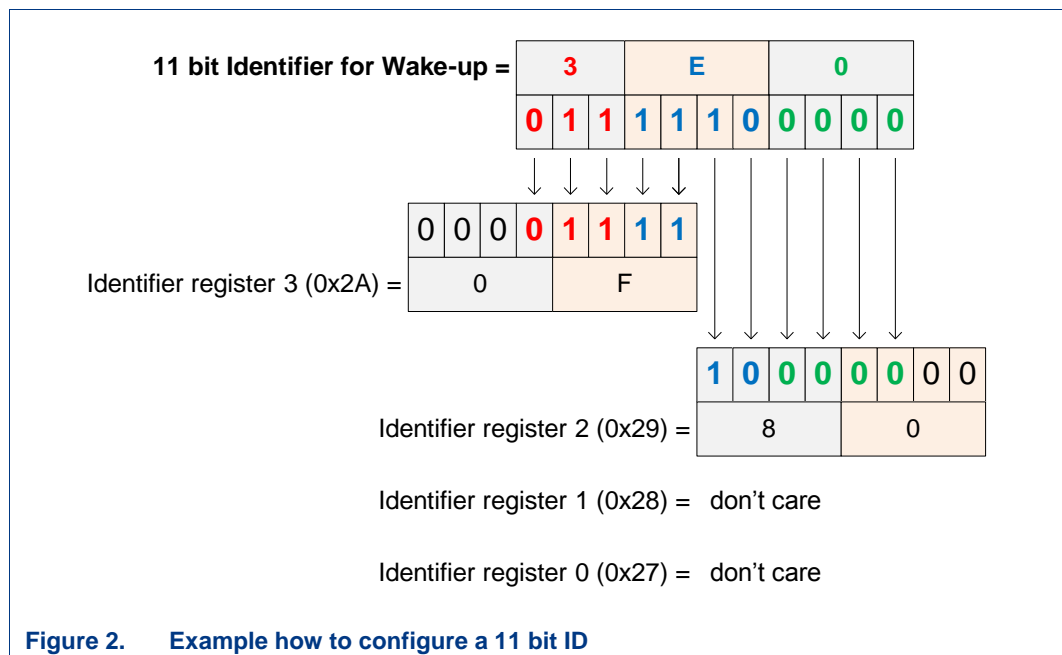 11 bit Identifier for Wake-up = 3 E 0
0 1 1 1 1 1 0 0 0 0 0
0 0 0 0 1 1 1 1
Identifier register 3 (0x2A) = 0 F
1 0 0 0 0 0 0 0
Identifier register 2 (0x29) = 8 0
Identifier register 1 (0x28) = don't care
Identifier register 0 (0x27) = don't care
Figure 2. Example how to configure a 11 bit ID